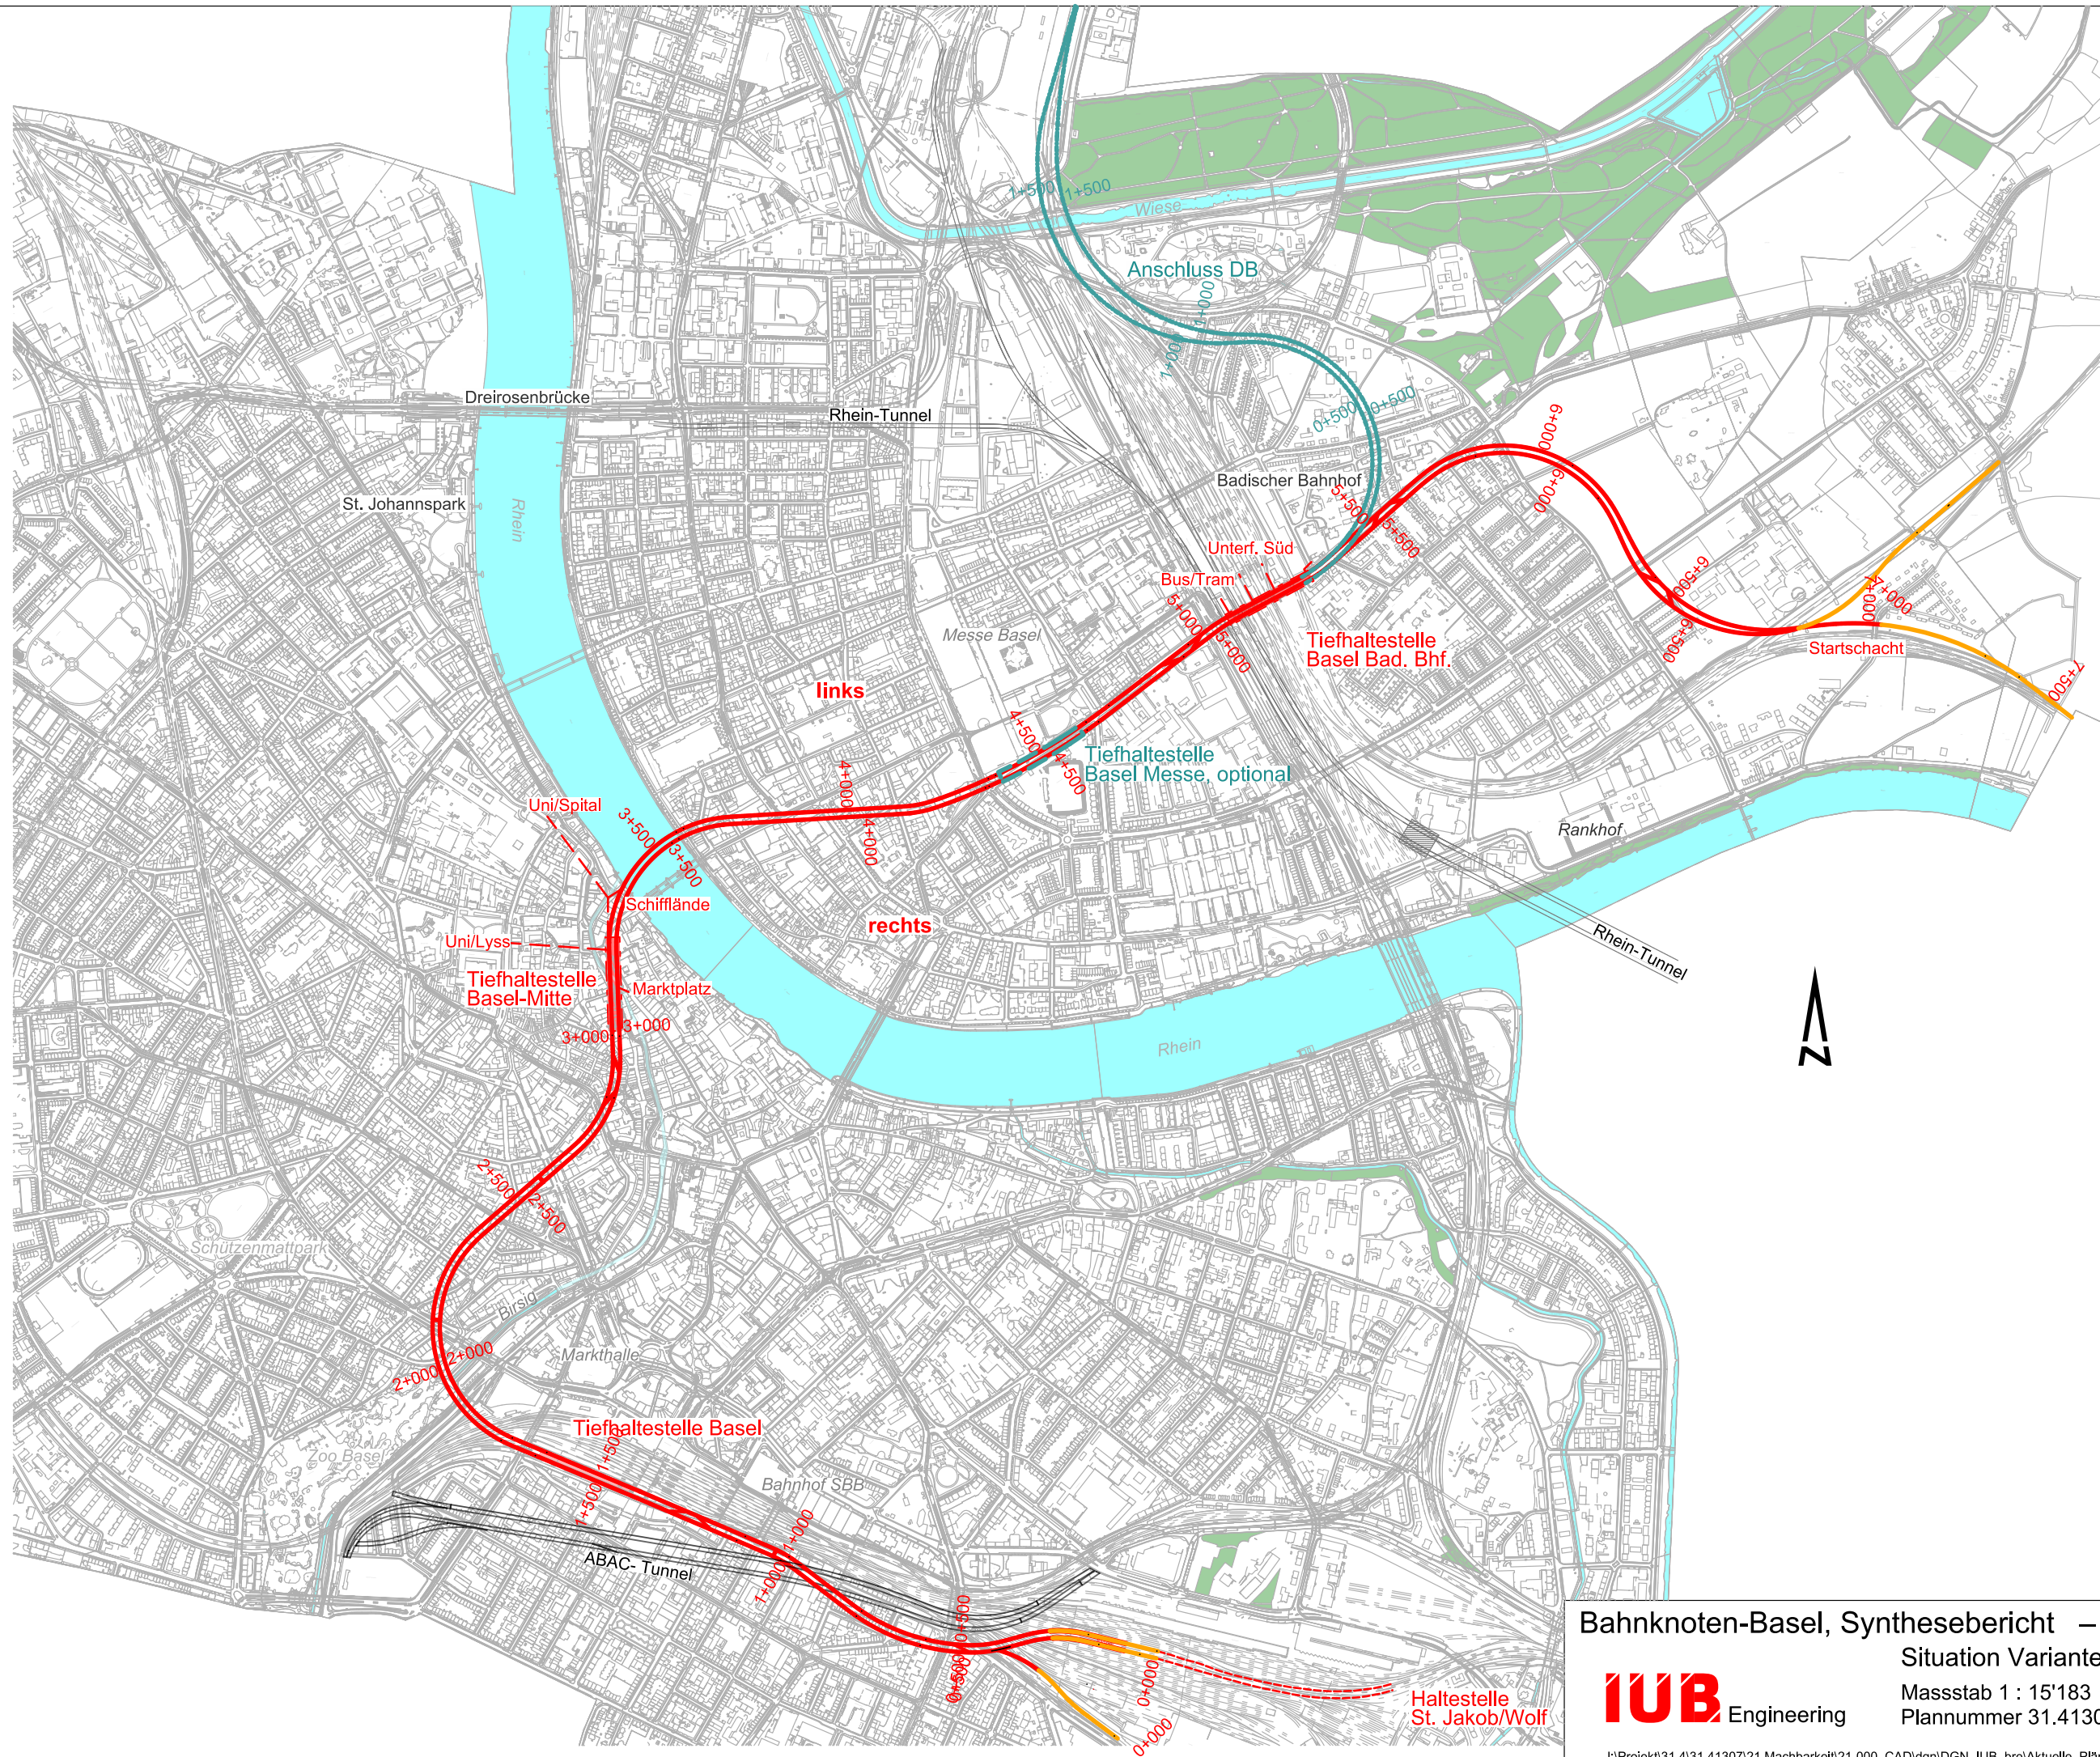 1+500
1+500
Wiese
Anschluss DB
1+000
1+000
Dreirosenbrücke
Rhein-Tunnel
0+500
0+500
6+000
6+000
Badischer Bahnhof
St. Johannspark
Rhein
5+500
5+500
Unterf. Süd
Bus/Tram
5+000
5+000
6+500
6+500
7+000
7+000
Messe Basel
Tiefhaltestelle
Basel Bad. Bhf.
Startschacht
7+500
links
4+500
4+500
Tiefhaltestelle
Basel Messe, optional
4+000
4+000
Uni/Spital
3+500
3+500
Rankhof
Schifflände
rechts
Uni/Lyss
Rhein-Tunnel
Tiefhaltestelle
Basel-Mitte
Marktplatz
3+000
3+000
Rhein
N
2+500
2+500
Schützenmattpark
Birsig
Markthalle
2+000
2+000
Tiefhaltestelle Basel
1+500
1+500
Zoo Basel
Bahnhof SBB
1+000
1+000
ABAC- Tunnel
0+500
0+500
0+000
0+000
Haltestelle
St. Jakob/Wolf
Bahnknoten-Basel, Synthesebericht –
Situation Variante
IUB Engineering
Massstab 1 : 15'183
Plannummer 31.4130